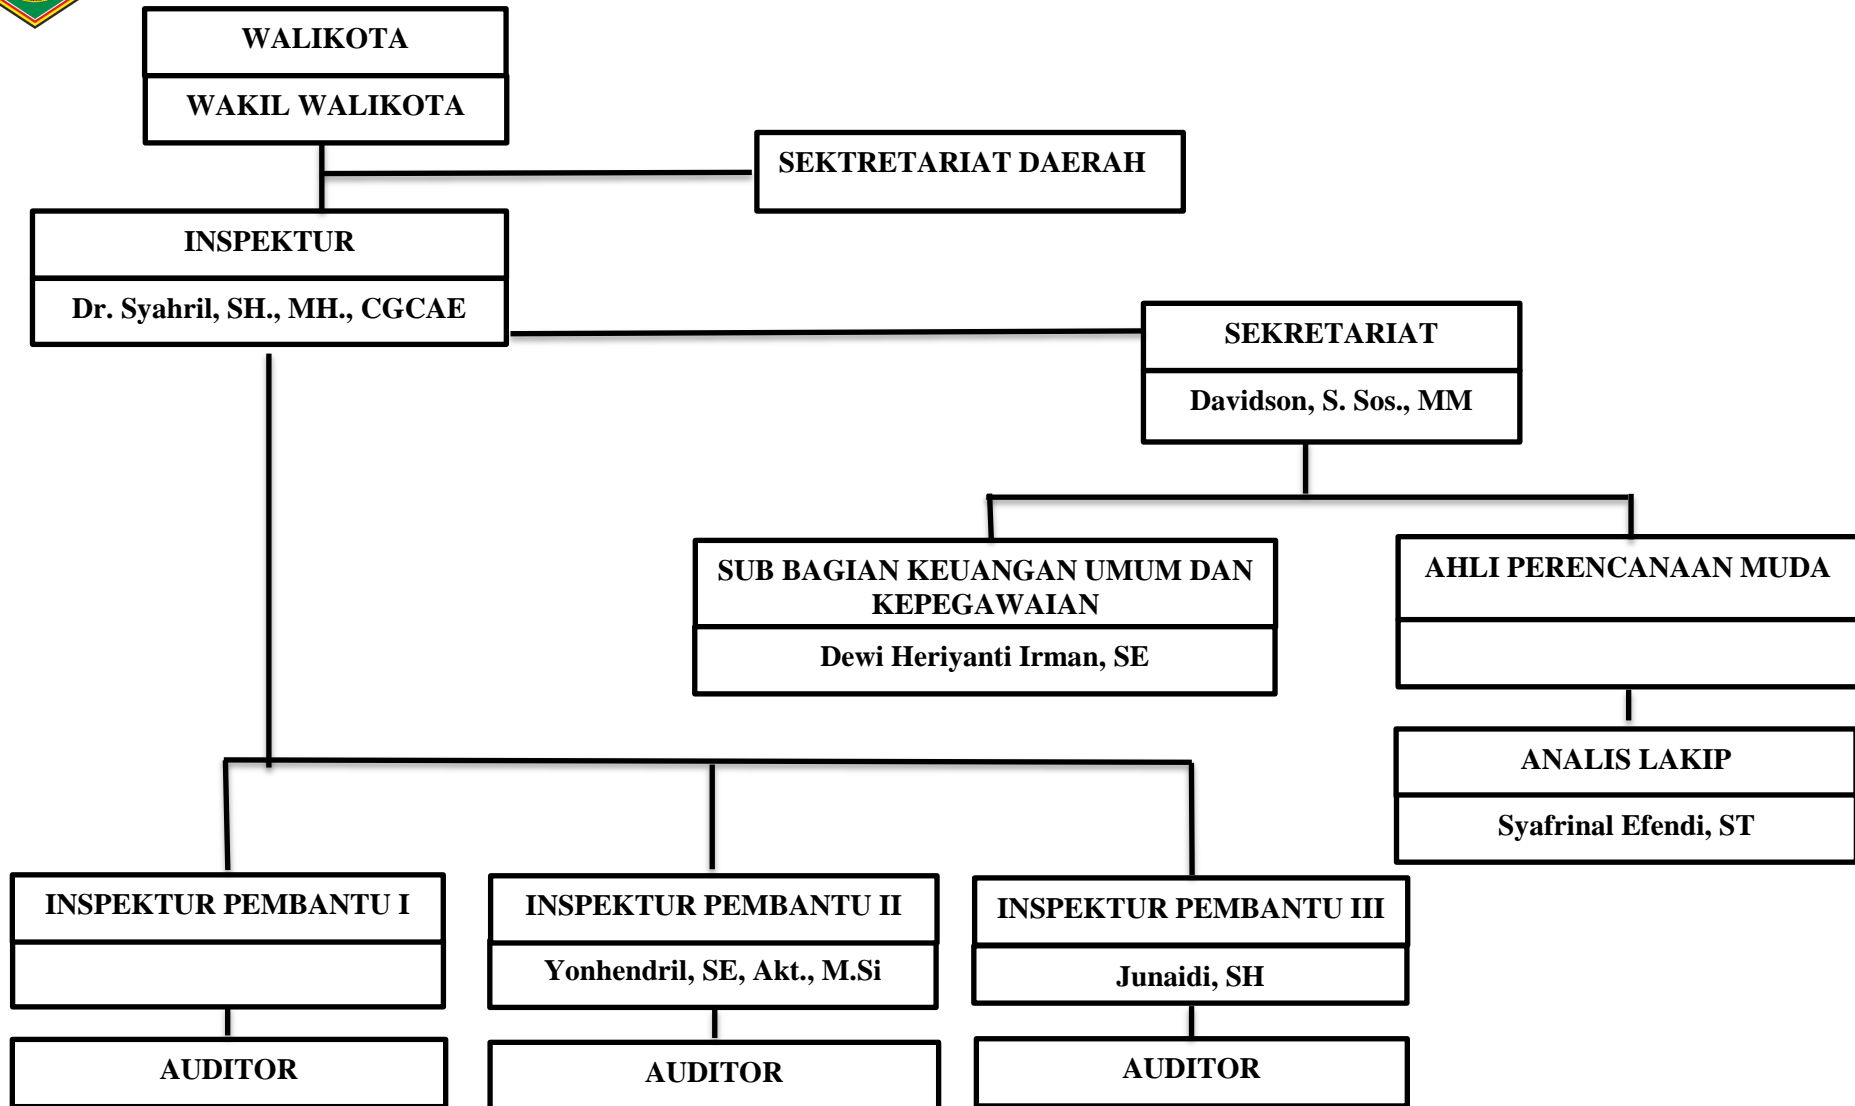 WALIKOTA
WAKIL WALIKOTA
SEKTRETARIAT DAERAH
INSPEKTUR
Dr. Syahril, SH., MH., CGCAE
SEKRETARIAT
Davidson, S. Sos., MM
SUB BAGIAN KEUANGAN UMUM DAN
KEPEGAWAIAN
Dewi Heriyanti Irman, SE
AHLI PERENCANAAN MUDA
ANALIS LAKIP
Syafrinal Efendi, ST
INSPEKTUR PEMBANTU I
INSPEKTUR PEMBANTU II
Yonhendril, SE, Akt., M.Si
INSPEKTUR PEMBANTU III
Junaidi, SH
AUDITOR
AUDITOR
AUDITOR